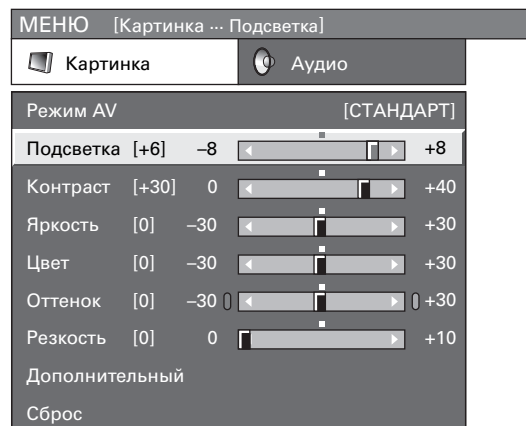 МЕНЮ [Картинка ··· Подсветка]
Картинка Аудио
Режим AV [СТАНДАРТ]
Подсветка [+6] –8 +8
Контраст [+30] 0 +40
Яркость [0] –30 +30
Цвет [0] –30 +30
Оттенок [0] –30 +30
Резкость [0] 0 +10
Дополнительный
Сброс